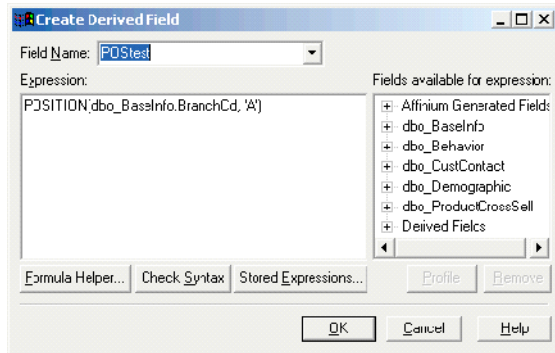 Create Derived Field
Field Name: POStest
Expression:
POSITION(dbo_BaseInfo.BranchCd, 'A')
Fields available for expression:
Affinium Generated Fields
dbo_BaseInfo
dbo_Behavior
dbo_CustContact
dbo_Demographic
dbo_ProductCrossSell
Derived Fields
Formula Helper... Check Syntax Stored Expressions... Profile Remove
OK Cancel Help